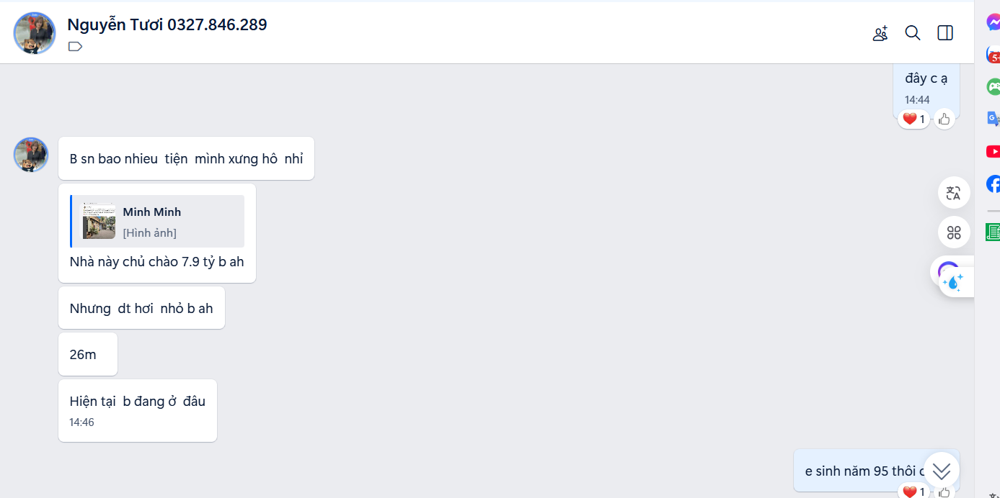 Nguyễn Tươi 0327.846.289
đây c ạ
14:44
1
B sn bao nhieu tiện mình xưng hô nhỉ
Minh Minh
[Hình ảnh]
Nhà này chủ chào 7.9 tỷ b ah
Nhưng dt hơi nhỏ b ah
26m
Hiện tại b đang ở đâu
14:46
e sinh năm 95 thôi c
1